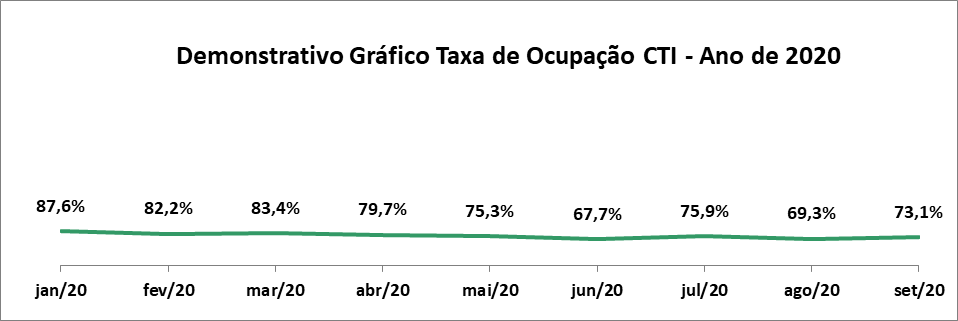 Demonstrativo Gráfico Taxa de Ocupação CTI - Ano de 2020
87,6% 82,2% 83,4% 79,7% 75,3% 67,7% 75,9% 69,3% 73,1%
jan/20 fev/20 mar/20 abr/20 mai/20 jun/20 jul/20 ago/20 set/20